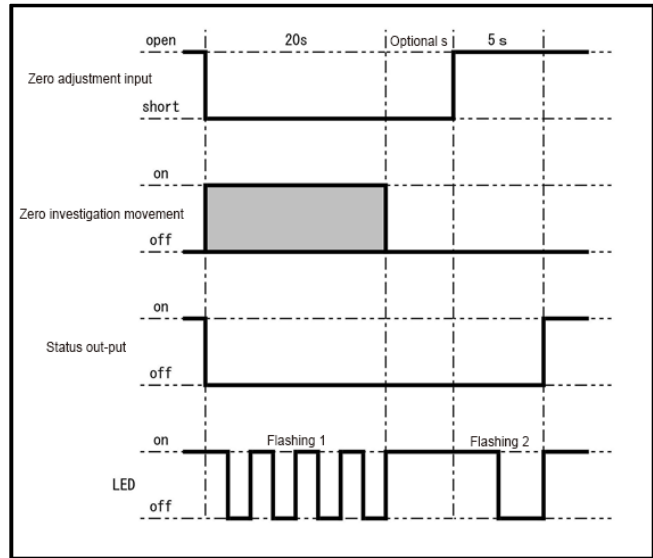 open 20s Optional s 5 s
Zero adjustment input
short
on
Zero investigation movement
off
on
Status out-put
off
on Flashing 1 Flashing 2
LED
off